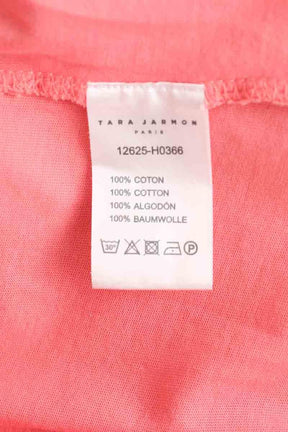 TARA JARMON
PARIS
12625-H0366
100% COTON
100% COTTON
100% ALGODÓN
100% BAUMWOLLE
30° P